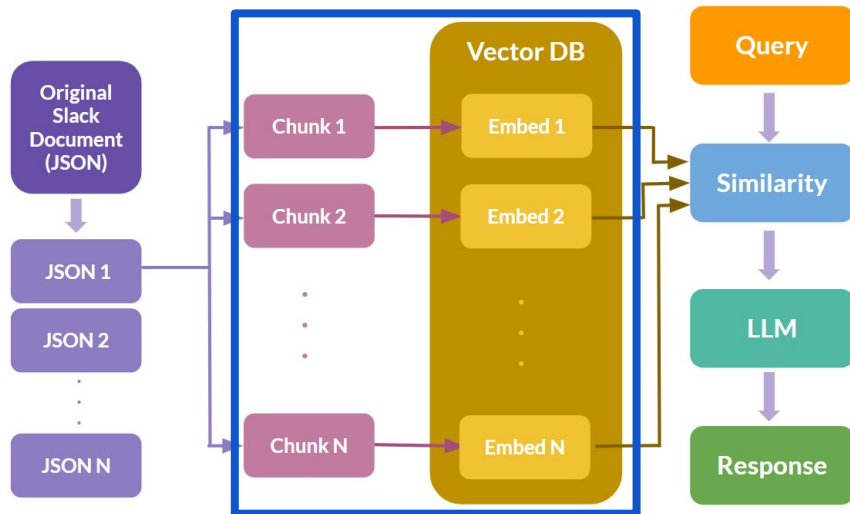 Original
Slack
Document
(JSON)
JSON 1
JSON 2
JSON N
Chunk 1
Chunk 2
Chunk N
Vector DB
Embed 1
Embed 2
Embed N
Query
Similarity
LLM
Response